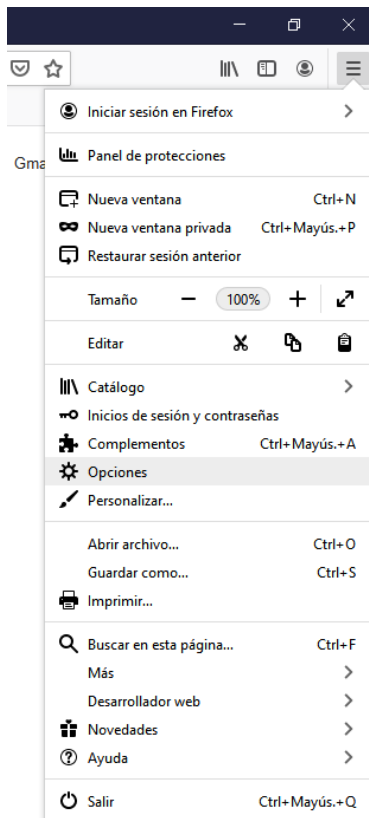 Gma
Iniciar sesión en Firefox
Panel de protecciones
Nueva ventana Ctrl+N
Nueva ventana privada Ctrl+Mayús.+P
Restaurar sesión anterior
Tamaño 100%
Editar
Catálogo
Inicios de sesión y contraseñas
Complementos Ctrl+Mayús.+A
Opciones
Personalizar...
Abrir archivo... Ctrl+O
Guardar como... Ctrl+S
Imprimir...
Buscar en esta página... Ctrl+F
Más
Desarrollador web
Novedades
Ayuda
Salir Ctrl+Mayús.+Q